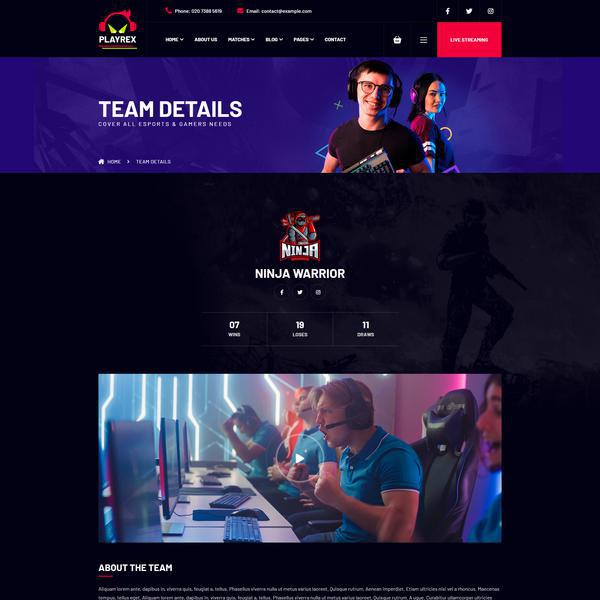 Phone: 020 7388 5619
Email: contact@example.com
PLAYREX
HOME
ABOUT US
MATCHES
BLOG
PAGES
CONTACT
LIVE STREAMING
TEAM DETAILS
COVER ALL ESPORTS & GAMERS NEEDS
HOME > TEAM DETAILS
NINJA
NINJA WARRIOR
07
19
11
WINS
LOSES
DRAWS
ABOUT THE TEAM
Aliquam lorem ante, dapibus in, viverra quis, feugiat a, tellus. Phasellus viverra nulla ut metus varius laoreet. Quisque rutrum. Aenean imperdiet. Etiam ultricies nisi vel a rhoncus. Maecenas
tempus, tellus eget. Aliquam lorem ante, dapibus in, viverra quis, feugiat a, tellus. Phasellus viverra nulla ut metus varius laoreet. Quisque rutrum. A ugue. Curabitur ullamcorper ultricies